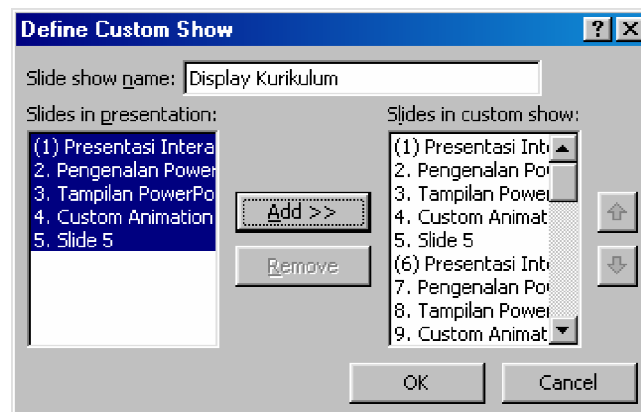 Define Custom Show
Slide show name: Display Kurikulum
Slides in presentation:
(1) Presentasi Intera
2. Pengenalan Power
3. Tampilan PowerPo
4. Custom Animation
5. Slide 5
Add >>
Remove
Slides in custom show:
(1) Presentasi Int
2. Pengenalan Po
3. Tampilan Power
4. Custom Animat
5. Slide 5
(6) Presentasi Int
7. Pengenalan Po
8. Tampilan Power
9. Custom Animat
OK
Cancel